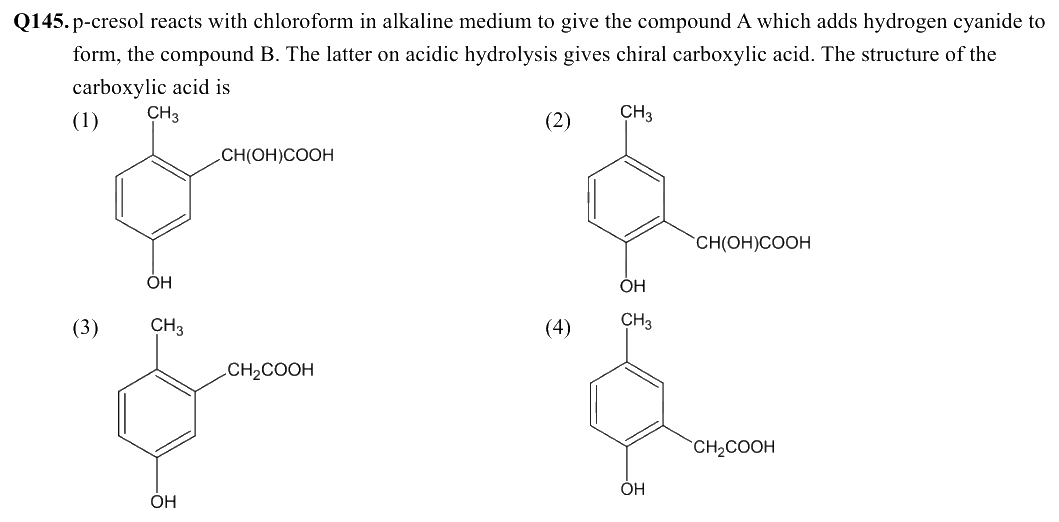 Q145. p-cresol reacts with chloroform in alkaline medium to give the compound A which adds hydrogen cyanide to
form, the compound B. The latter on acidic hydrolysis gives chiral carboxylic acid. The structure of the
carboxylic acid is
(1) CH3
CH(OH)COOH
OH
(2) CH3
CH(OH)COOH
OH
(3) CH3
CH2COOH
OH
(4) CH3
CH2COOH
OH